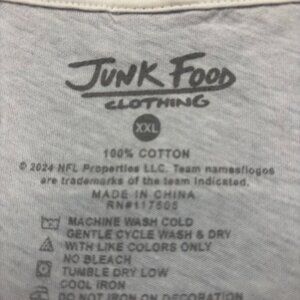 JUNK FOOD
CLOTHING
XXL
100% COTTON
© 2024 NFL Properties LLC. Team names/logos
are trademarks of the team indicated.
MADE IN CHINA
RN#117505
MACHINE WASH COLD
GENTLE CYCLE WASH & DRY
WITH LIKE COLORS ONLY
NO BLEACH
TUMBLE DRY LOW
COOL IRON
DO NOT IRON ON DECORATION